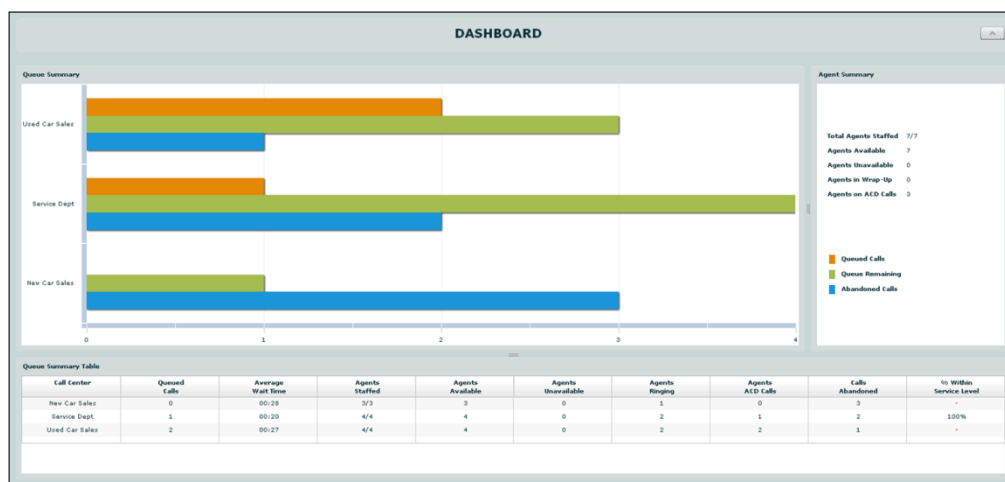 DASHBOARD
Queue Summary
Used Car Sales
Service Dept
New Car Sales
0 1 2 3 4
Agent Summary
Total Agents Staffed 7/7
Agents Available 7
Agents Unavailable 0
Agents in Wrap-Up 0
Agents on ACD Calls 3
Queued Calls
Queue Remaining
Abandoned Calls
Queue Summary Table
Call Center Queued Calls Average Wait Time Agents Staffed Agents Available Agents Unavailable Agents Ringing Agents ACD Calls Calls Abandoned % Within Service Level
New Car Sales 0 00:28 3/3 3 0 1 0 3 -
Service Dept 1 00:20 4/4 4 0 2 1 2 100%
Used Car Sales 2 00:27 4/4 4 0 2 2 1 -